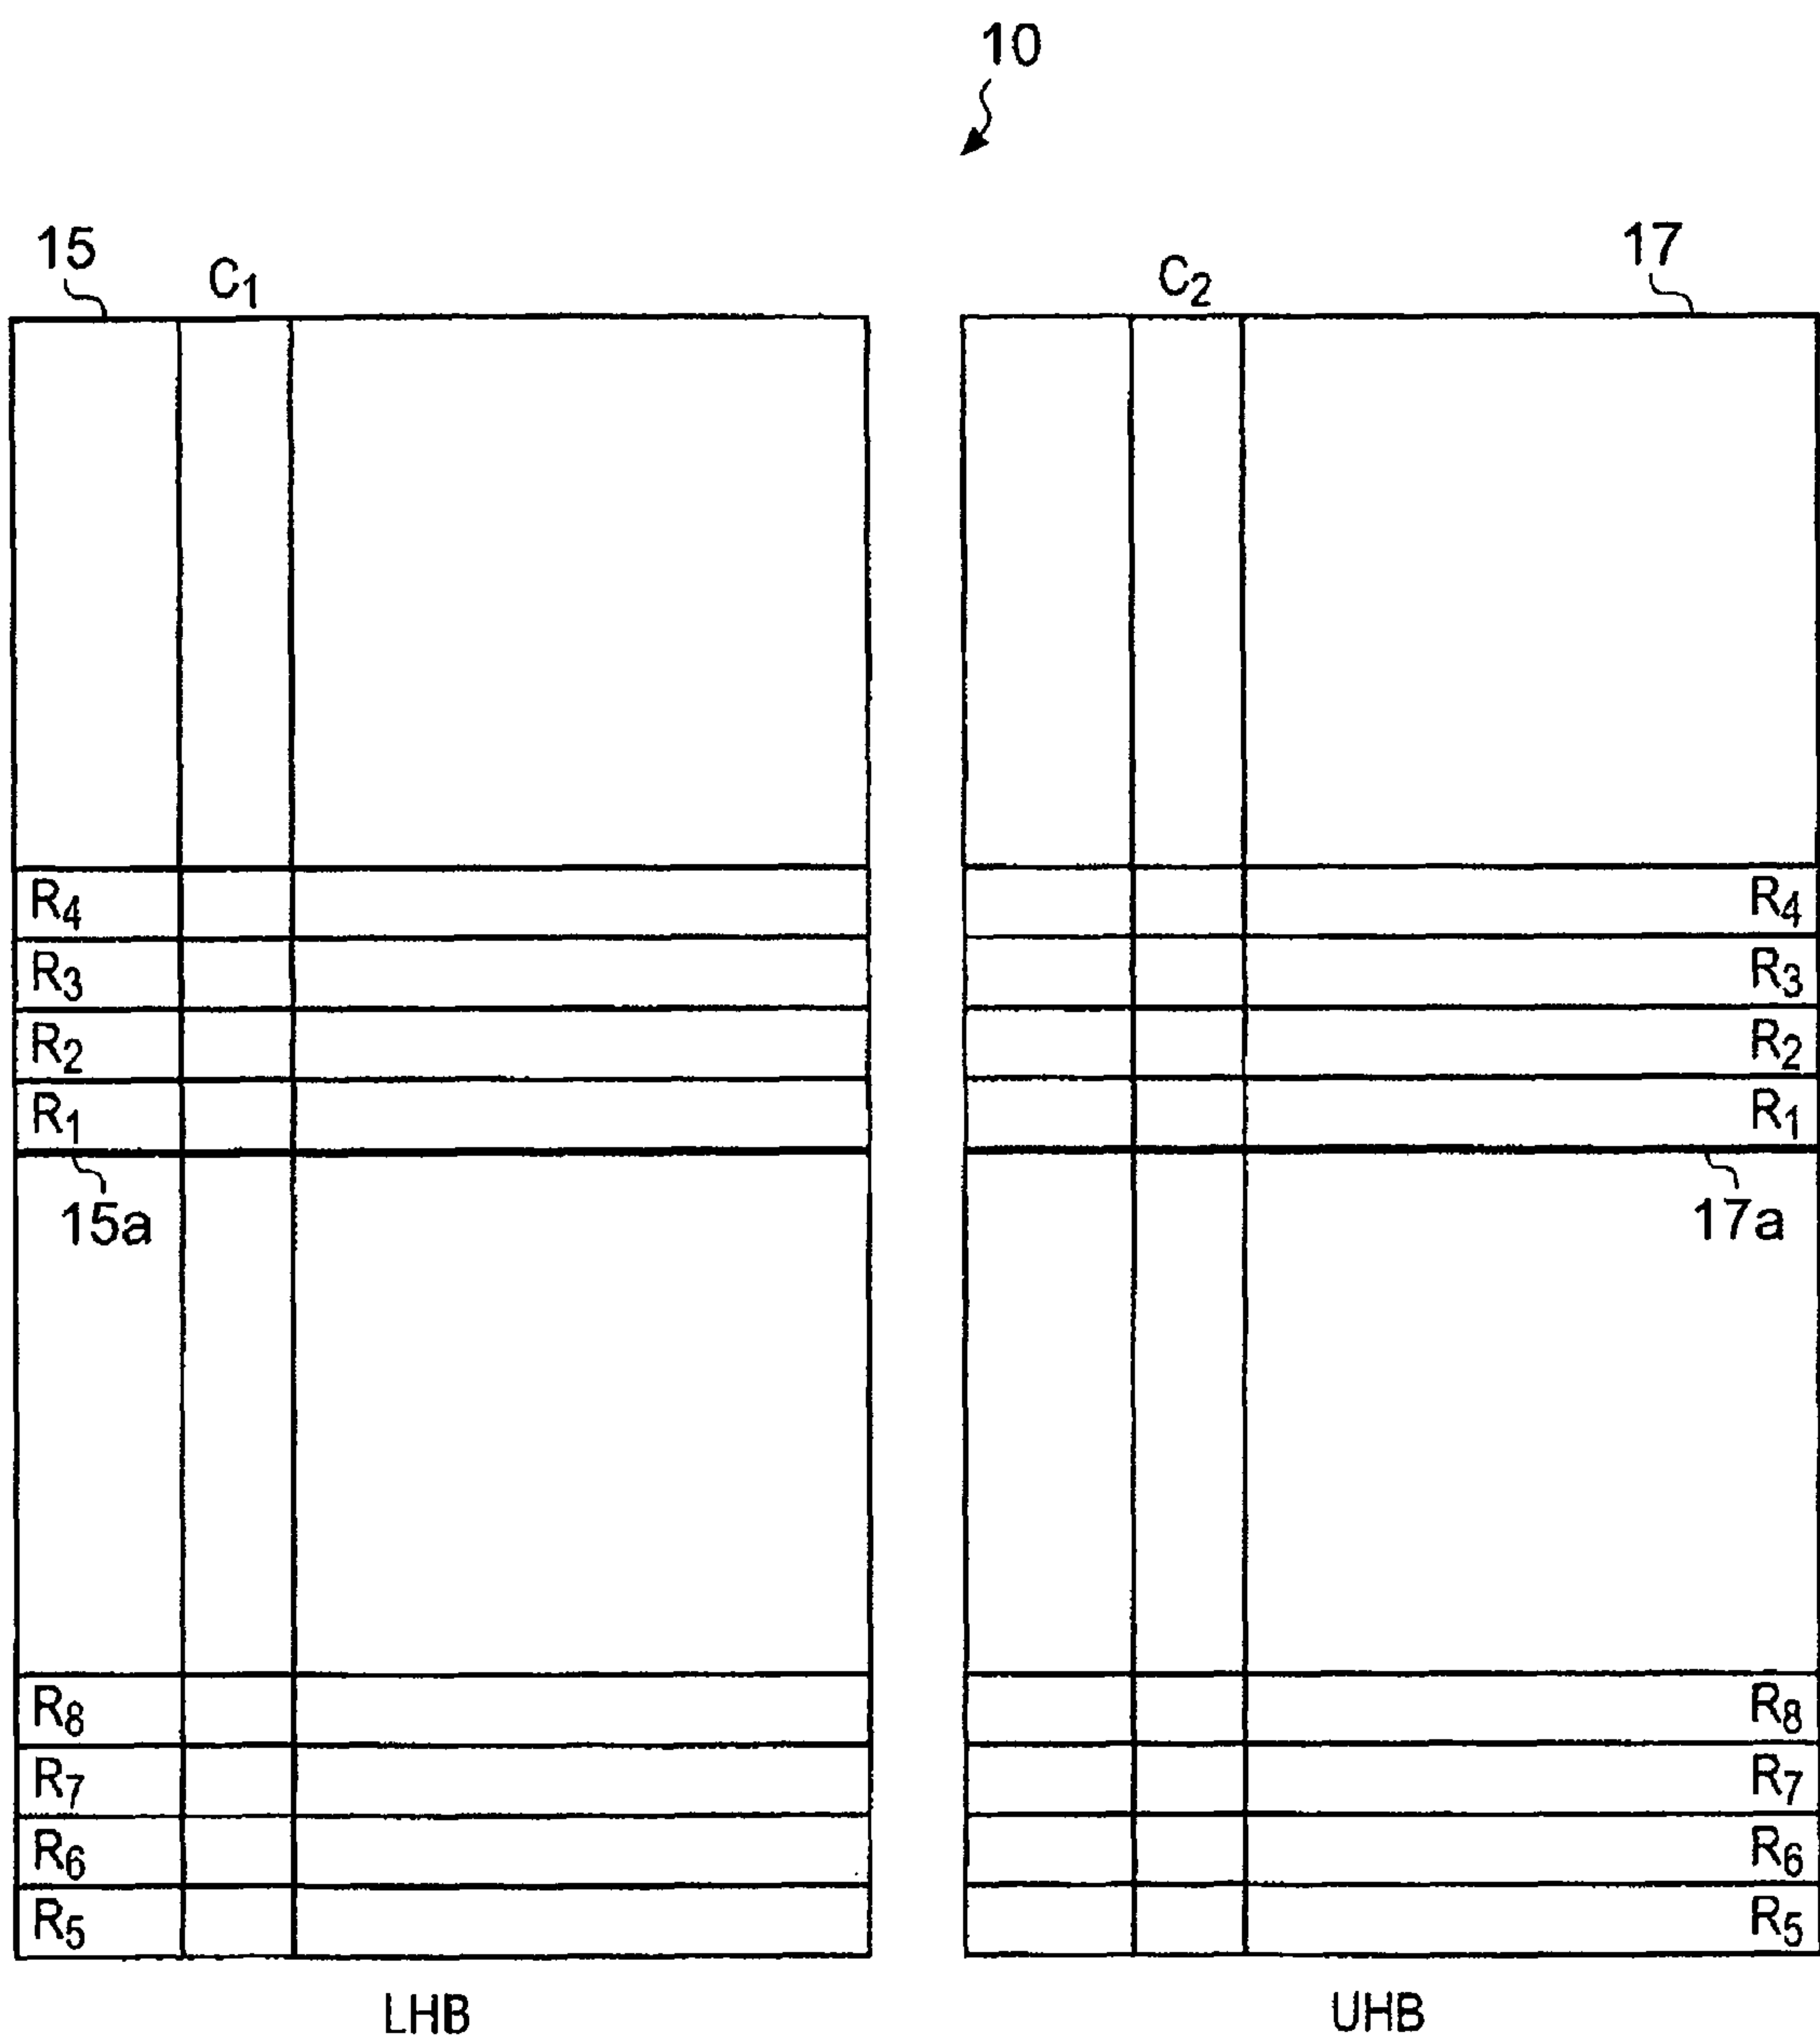 10
15 C1 C2 17
R4 R4
R3 R3
R2 R2
R1 R1
15a 17a
R8 R8
R7 R7
R6 R6
R5 R5
LHB UHB